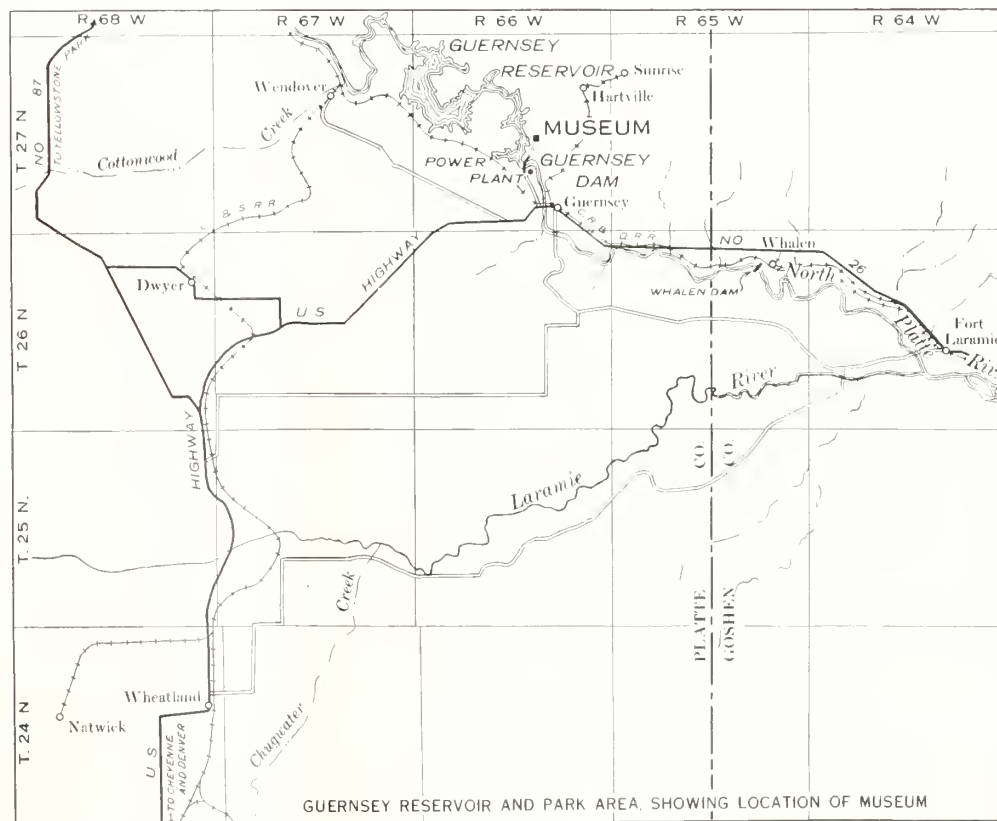 R 68 W
R 67 W
R 66 W
R 65 W
R 64 W
NO 87
TO YELLOWSTONE PARK
GUERNSEY
RESERVOIR
Sunrise
Wendover
Hartville
MUSEUM
T 27 N
Creek
Cottonwood
POWER
PLANT
GUERNSEY
DAM
Guernsey
C. & S R R
C B & Q R R
HIGHWAY
NO
26
Whalen
North
WHALEN DAM
Dwyer
U S
Platte
Fort
Laramie
T 26 N
River
HIGHWAY
CO.
CO.
Laramie
T. 25 N.
Creek
PLATTE
GOSHEN
Wheatland
T. 24 N
Natwick
Chugwater
U S
TO CHEYENNE
AND DENVER
GUERNSEY RESERVOIR AND PARK AREA, SHOWING LOCATION OF MUSEUM